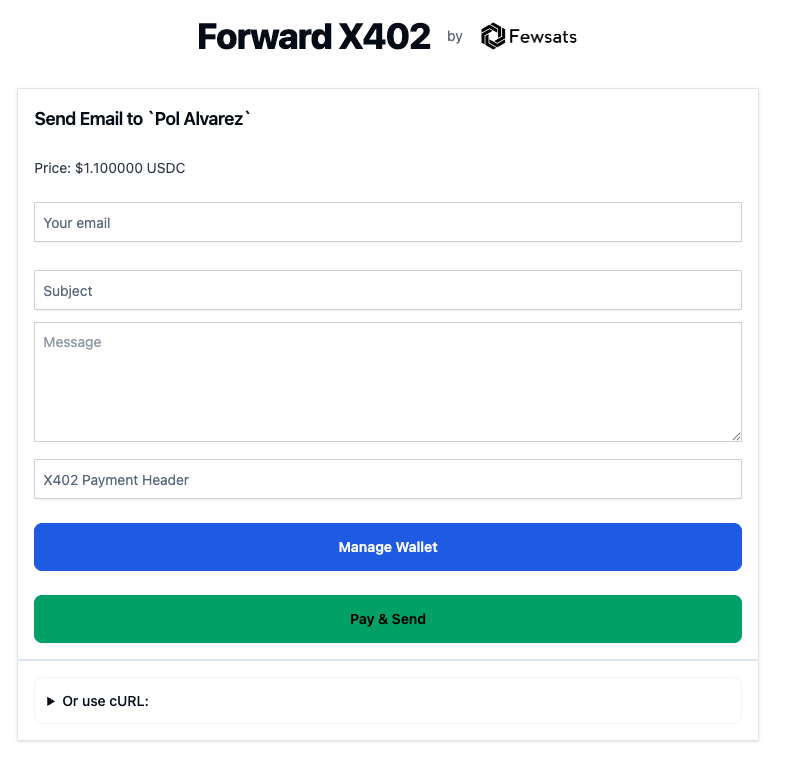 Forward X402 by Fewsats
Send Email to `Pol Alvarez`
Price: $1.100000 USDC
Your email
Subject
Message
X402 Payment Header
Manage Wallet
Pay & Send
Or use cURL: